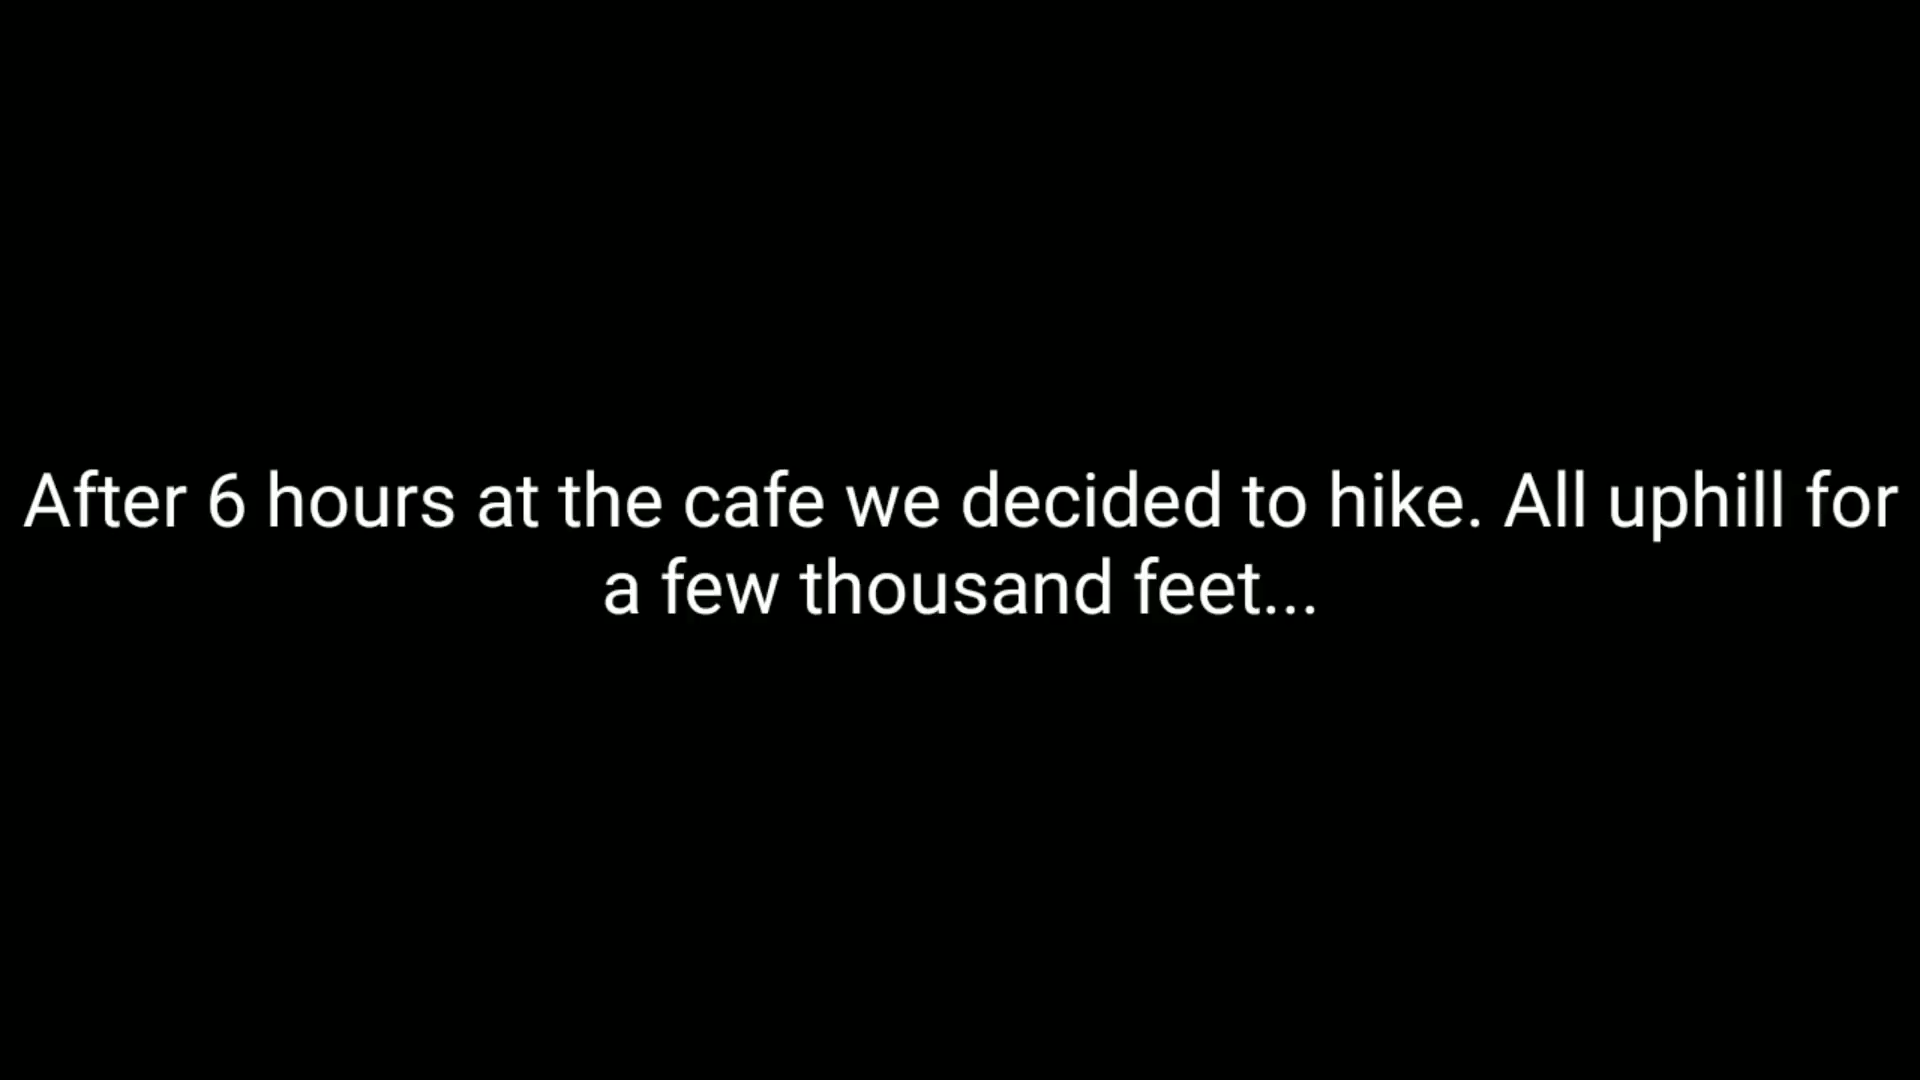 After 6 hours at the cafe we decided to hike. All uphill for
a few thousand feet...